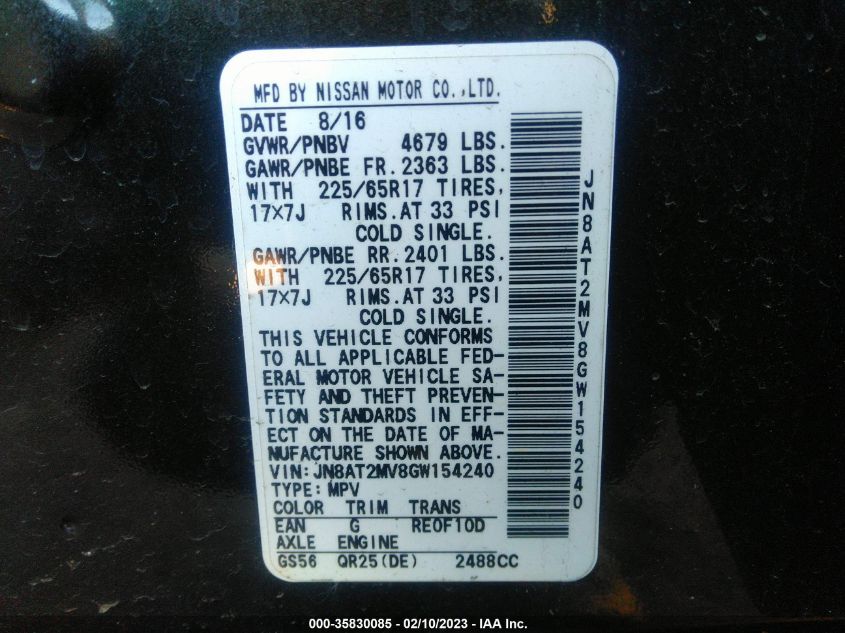 MFD BY NISSAN MOTOR CO.,LTD.
DATE 8/16
GVWR/PNBV 4679 LBS.
GAWR/PNBE FR. 2363 LBS.
WITH 225/65R17 TIRES,
17×7J RIMS. AT 33 PSI
COLD SINGLE.
GAWR/PNBE RR. 2401 LBS.
WITH 225/65R17 TIRES,
17×7J RIMS. AT 33 PSI
COLD SINGLE.
THIS VEHICLE CONFORMS
TO ALL APPLICABLE FED-
ERAL MOTOR VEHICLE SA-
FETY AND THEFT PREVEN-
TION STANDARDS IN EFF-
ECT ON THE DATE OF MA-
NUFACTURE SHOWN ABOVE.
VIN:JN8AT2MV8GW154240
TYPE:MPV
COLOR TRIM TRANS
EAN G RE0F10D
AXLE ENGINE
GS56 QR25(DE) 2488CC
JN8AT2MV8GW154240
000-35830085 - 02/10/2023 - IAA Inc.